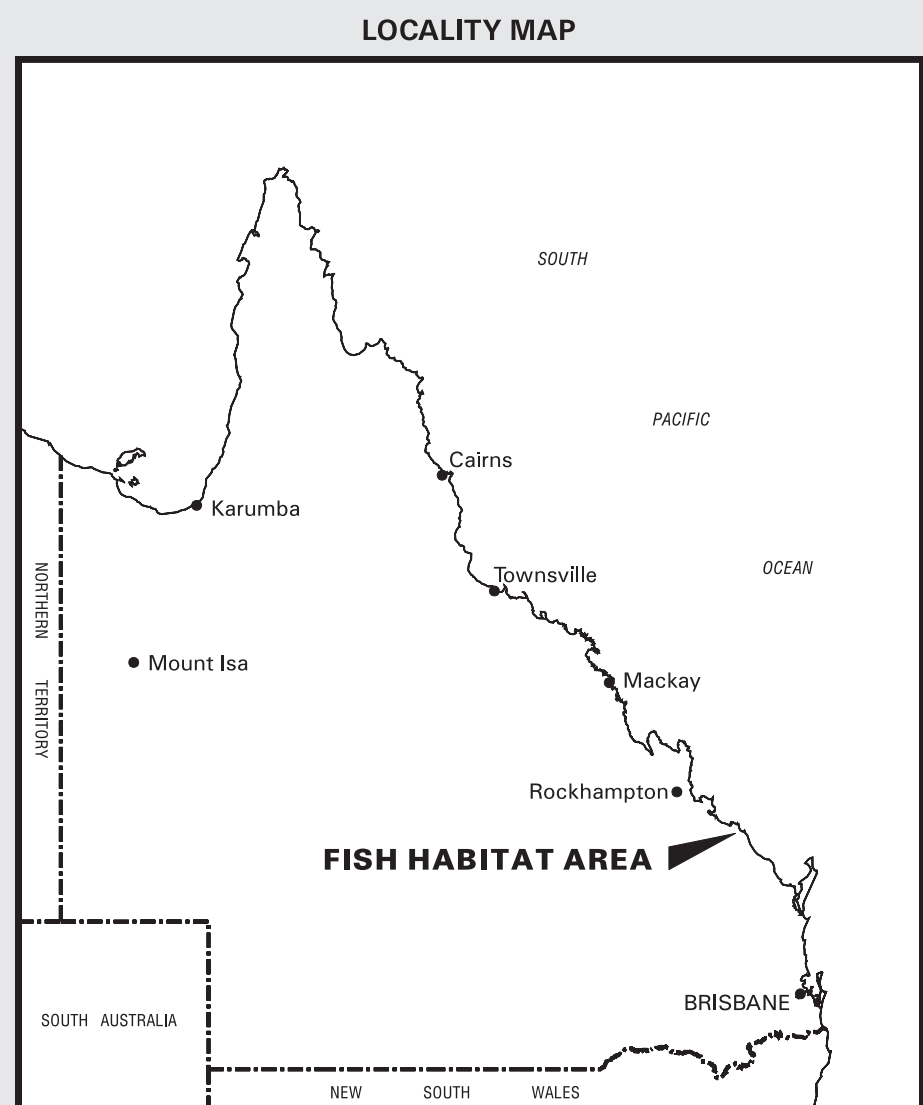 LOCALITY MAP
SOUTH
PACIFIC
Cairns
Karumba
OCEAN
Townsville
NORTHERN TERRITORY
Mount Isa
Mackay
Rockhampton
FISH HABITAT AREA
BRISBANE
SOUTH AUSTRALIA
NEW SOUTH WALES